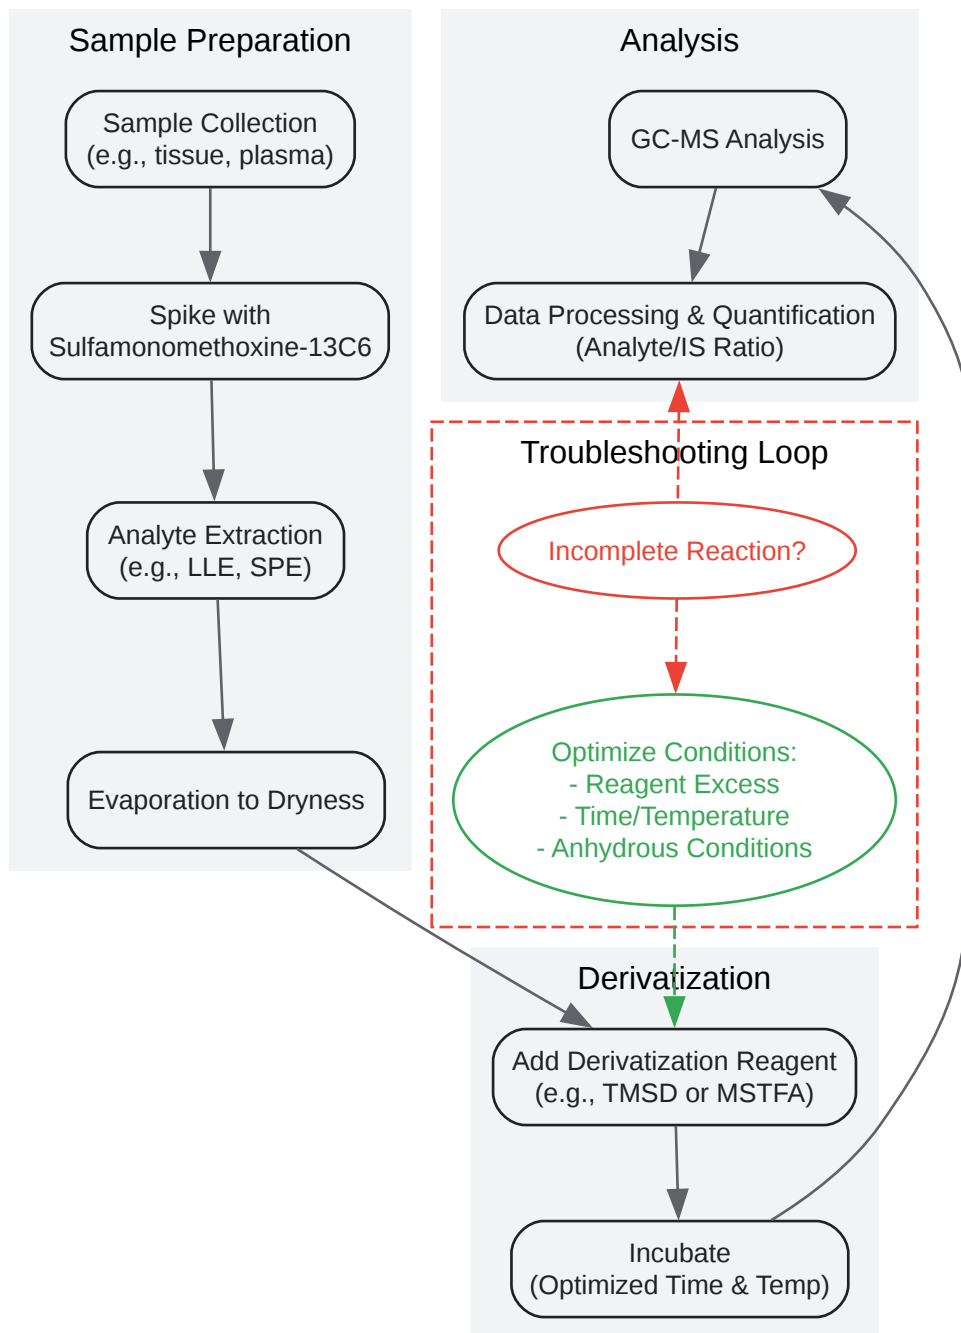 Sample Preparation
Sample Collection
(e.g., tissue, plasma)
Spike with
Sulfamonomethoxine-13C6
Analyte Extraction
(e.g., LLE, SPE)
Evaporation to Dryness
Analysis
GC-MS Analysis
Data Processing & Quantification
(Analyte/IS Ratio)
Troubleshooting Loop
Incomplete Reaction?
Optimize Conditions:
- Reagent Excess
- Time/Temperature
- Anhydrous Conditions
Derivatization
Add Derivatization Reagent
(e.g., TMSD or MSTFA)
Incubate
(Optimized Time & Temp)